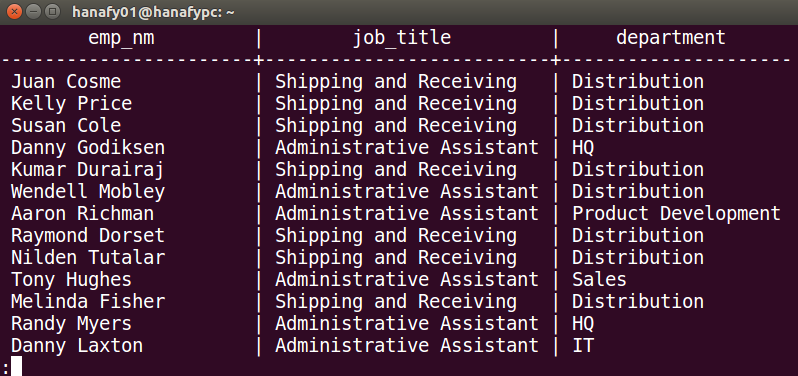 hanafy01@hanafypc: ~
emp_nm | job_title | department
-----------------------+--------------------------+---------------------
Juan Cosme | Shipping and Receiving | Distribution
Kelly Price | Shipping and Receiving | Distribution
Susan Cole | Shipping and Receiving | Distribution
Danny Godiksen | Administrative Assistant | HQ
Kumar Durairaj | Shipping and Receiving | Distribution
Wendell Mobley | Administrative Assistant | Distribution
Aaron Richman | Administrative Assistant | Product Development
Raymond Dorset | Shipping and Receiving | Distribution
Nilden Tutalar | Shipping and Receiving | Distribution
Tony Hughes | Administrative Assistant | Sales
Melinda Fisher | Shipping and Receiving | Distribution
Randy Myers | Administrative Assistant | HQ
Danny Laxton | Administrative Assistant | IT
: